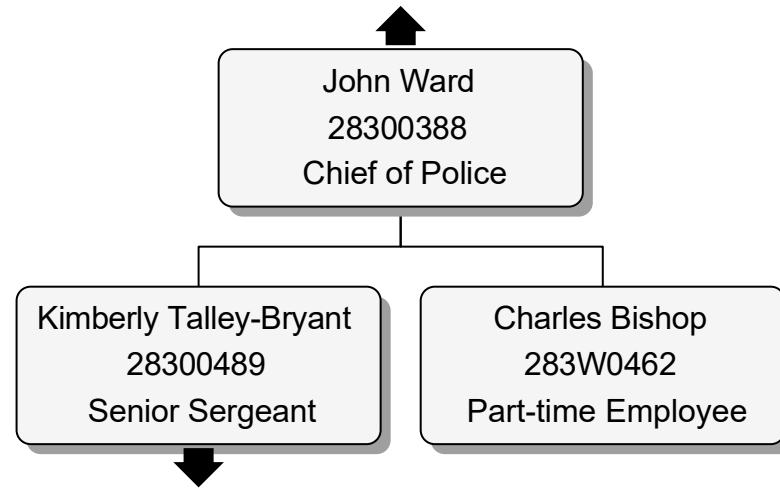 John Ward
28300388
Chief of Police
Kimberly Talley-Bryant
28300489
Senior Sergeant
Charles Bishop
283W0462
Part-time Employee